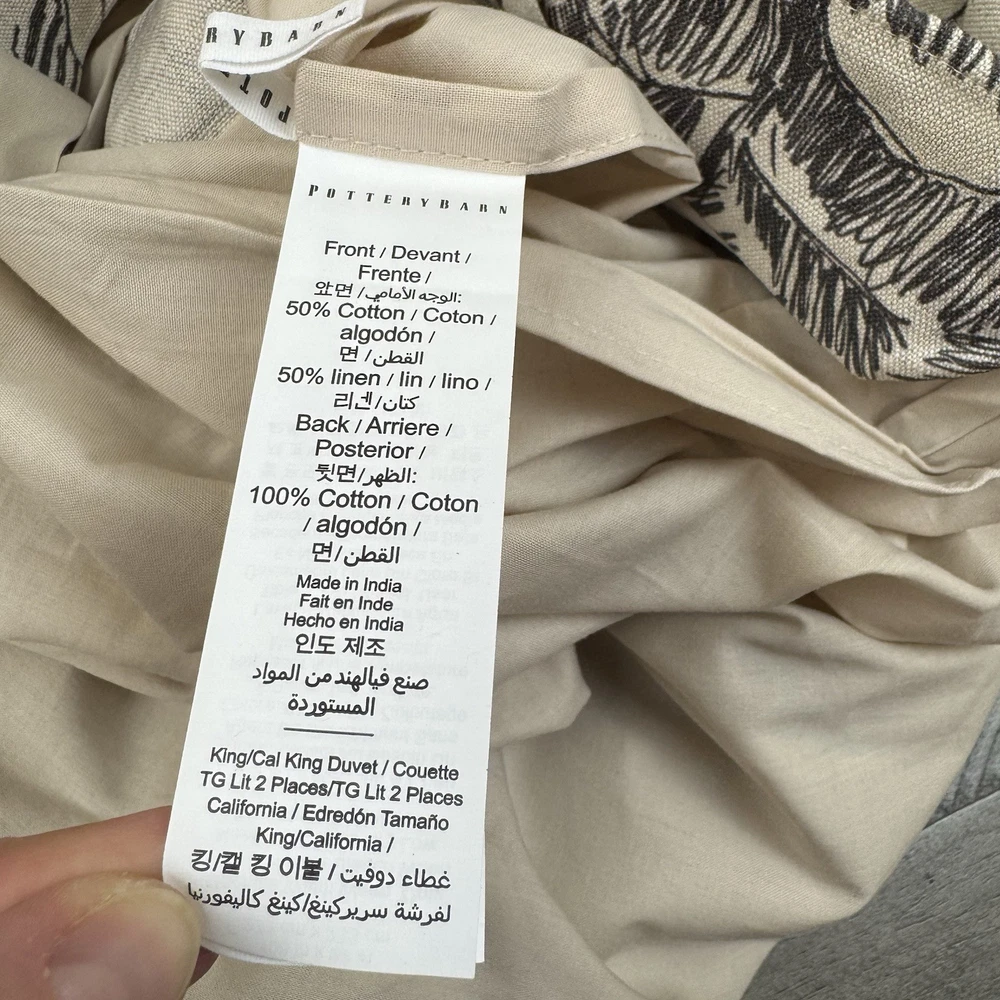 RYBARN
POT
POTTERYBARN
Front / Devant /
Frente /
앞면 /الوجه الأمامي:
50% Cotton / Coton /
algodón /
면 /القطن
50% linen / lin / lino /
리넨/كتان
Back / Arriere /
Posterior /
뒷면/الظهر:
100% Cotton / Coton
/ algodón /
면/القطن
Made in India
Fait en Inde
Hecho en India
인도 제조
صنع فيالهند من المواد
المستوردة
King/Cal King Duvet / Couette
TG Lit 2 Places/TG Lit 2 Places
California / Edredón Tamaño
King/California /
킹/캘 킹 이불 / غطاء دوفيت
لفرشة سريركينغ/كينغ كاليفورنيا